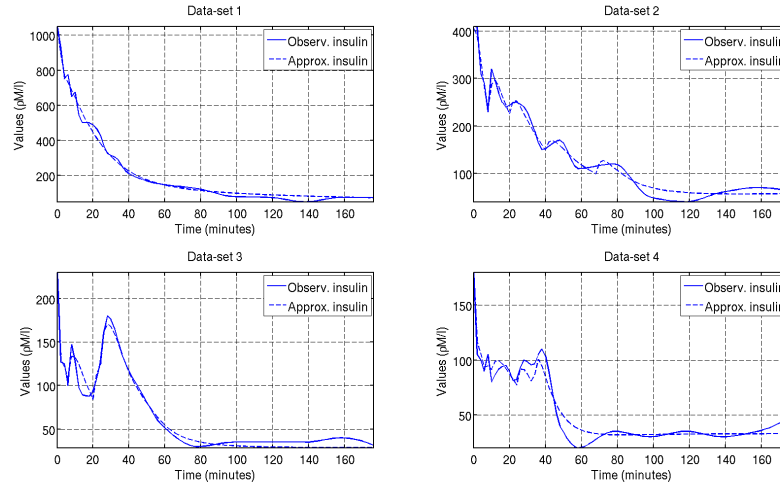 Data-set 1
1000
800
600
400
200
Values (pM/l)
Observ. insulin
Approx. insulin
0 20 40 60 80 100 120 140 160
Time (minutes)
Data-set 2
400
300
200
100
Values (pM/l)
Observ. insulin
Approx. insulin
0 20 40 60 80 100 120 140 160
Time (minutes)
Data-set 3
200
150
100
50
Values (pM/l)
Observ. insulin
Approx. insulin
0 20 40 60 80 100 120 140 160
Time (minutes)
Data-set 4
150
100
50
Values (pM/l)
Observ. insulin
Approx. insulin
0 20 40 60 80 100 120 140 160
Time (minutes)